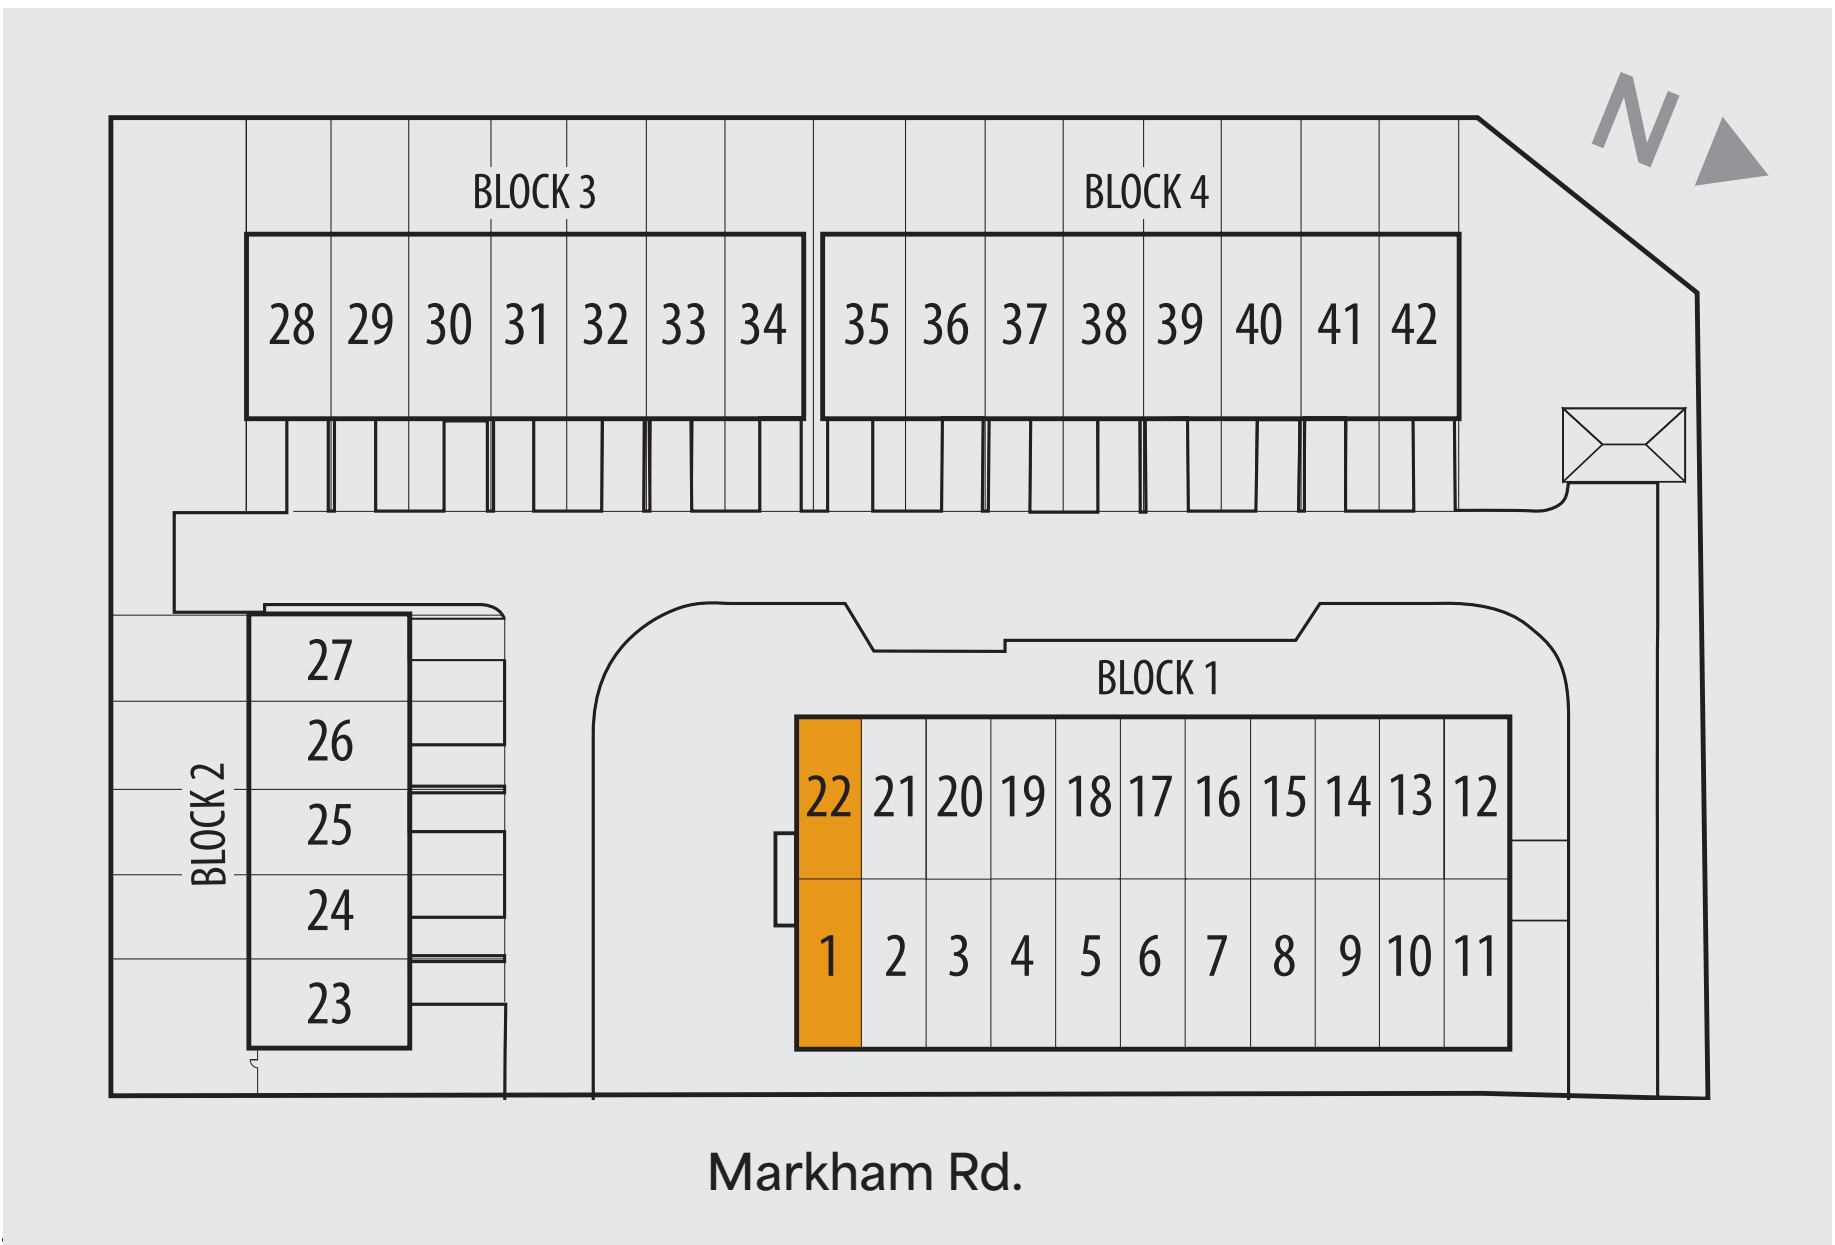 N
BLOCK 3
BLOCK 4
28 29 30 31 32 33 34 35 36 37 38 39 40 41 42
BLOCK 1
BLOCK 2
27
26
25
24
23
22 21 20 19 18 17 16 15 14 13 12
1 2 3 4 5 6 7 8 9 10 11
Markham Rd.